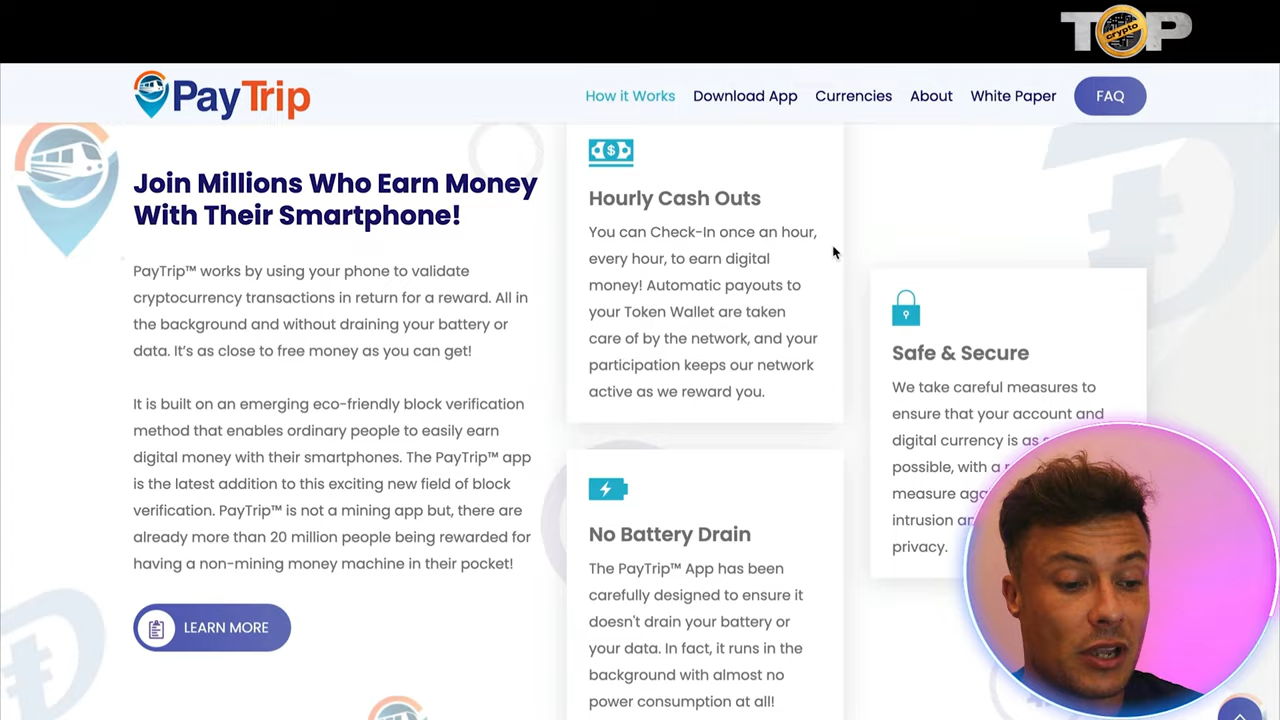 TOP
crypto
PayTrip
How it Works
Download App
Currencies
About
White Paper
FAQ
Join Millions Who Earn Money
With Their Smartphone!
PayTrip™ works by using your phone to validate
cryptocurrency transactions in return for a reward. All in
the background and without draining your battery or
data. It’s as close to free money as you can get!
It is built on an emerging eco-friendly block verification
method that enables ordinary people to easily earn
digital money with their smartphones. The PayTrip™ app
is the latest addition to this exciting new field of block
verification. PayTrip™ is not a mining app but, there are
already more than 20 million people being rewarded for
having a non-mining money machine in their pocket!
LEARN MORE
Hourly Cash Outs
You can Check-In once an hour,
every hour, to earn digital
money! Automatic payouts to
your Token Wallet are taken
care of by the network, and your
participation keeps our network
active as we reward you.
No Battery Drain
The PayTrip™ App has been
carefully designed to ensure it
doesn't drain your battery or
your data. In fact, it runs in the
background with almost no
power consumption at all!
Safe & Secure
We take careful measures to
ensure that your account and
digital currency is as
possible, with a
measure
intrusion
privacy.